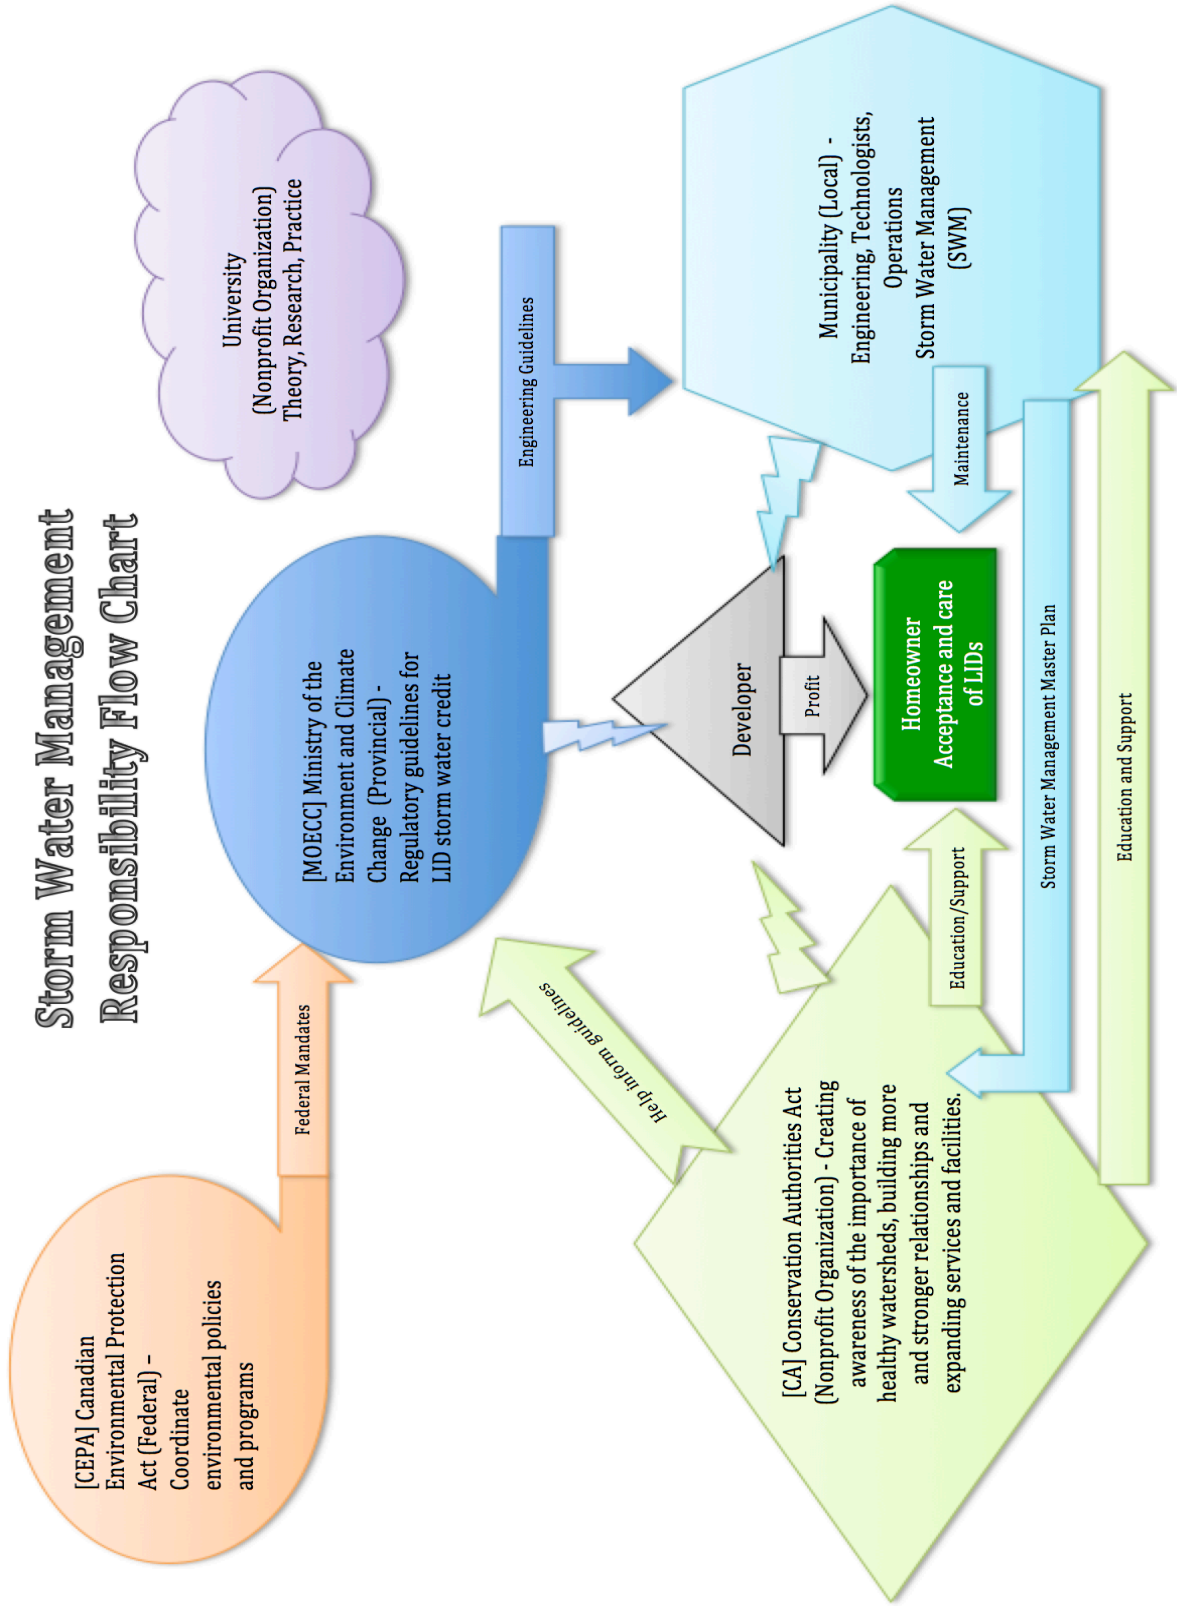 Storm Water Management
Responsibility Flow Chart
[CEPA] Canadian
Environmental Protection
Act (Federal) –
Coordinate
environmental policies
and programs
Federal Mandates
[MOECC] Ministry of the
Environment and Climate
Change  (Provincial) -
Regulatory guidelines for
LID storm water credit
University
(Nonprofit Organization)
Theory, Research, Practice
Engineering Guidelines
Help inform guidelines
Developer
Profit
Municipality (Local)  -
Engineering, Technologists,
Operations
Storm Water Management
(SWM)
Maintenance
[CA] Conservation Authorities Act
(Nonprofit Organization) - Creating
awareness of the importance of
healthy watersheds, building more
and stronger relationships and
expanding services and facilities.
Education/Support
Homeowner
Acceptance and care
of LIDs
Storm Water Management Master Plan
Education and Support